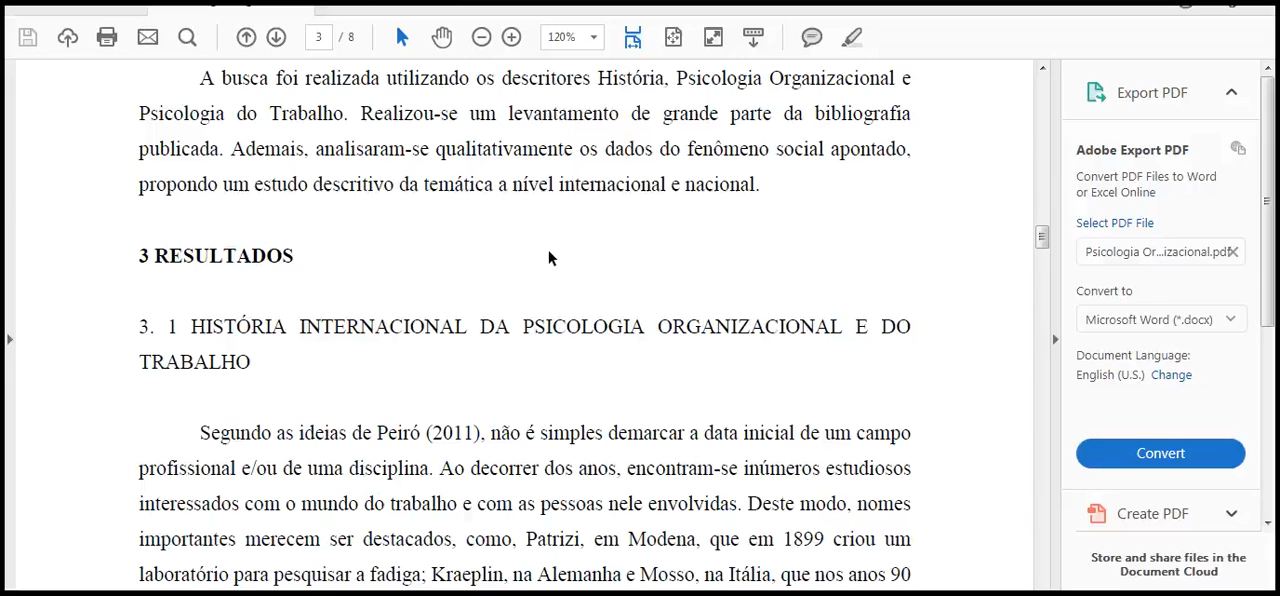 3 / 8
120%
A busca foi realizada utilizando os descritores História, Psicologia Organizacional e
Psicologia do Trabalho. Realizou-se um levantamento de grande parte da bibliografia
publicada. Ademais, analisaram-se qualitativamente os dados do fenômeno social apontado,
propondo um estudo descritivo da temática a nível internacional e nacional.
3 RESULTADOS
3. 1 HISTÓRIA INTERNACIONAL DA PSICOLOGIA ORGANIZACIONAL E DO
TRABALHO
Segundo as ideias de Peiró (2011), não é simples demarcar a data inicial de um campo
profissional e/ou de uma disciplina. Ao decorrer dos anos, encontram-se inúmeros estudiosos
interessados com o mundo do trabalho e com as pessoas nele envolvidas. Deste modo, nomes
importantes merecem ser destacados, como, Patrizi, em Modena, que em 1899 criou um
laboratório para pesquisar a fadiga; Kraeplin, na Alemanha e Mosso, na Itália, que nos anos 90
Export PDF
Adobe Export PDF
Convert PDF Files to Word
or Excel Online
Select PDF File
Psicologia Or...izacional.pdf
Convert to
Microsoft Word (*.docx)
Document Language:
English (U.S.) Change
Convert
Create PDF
Store and share files in the
Document Cloud